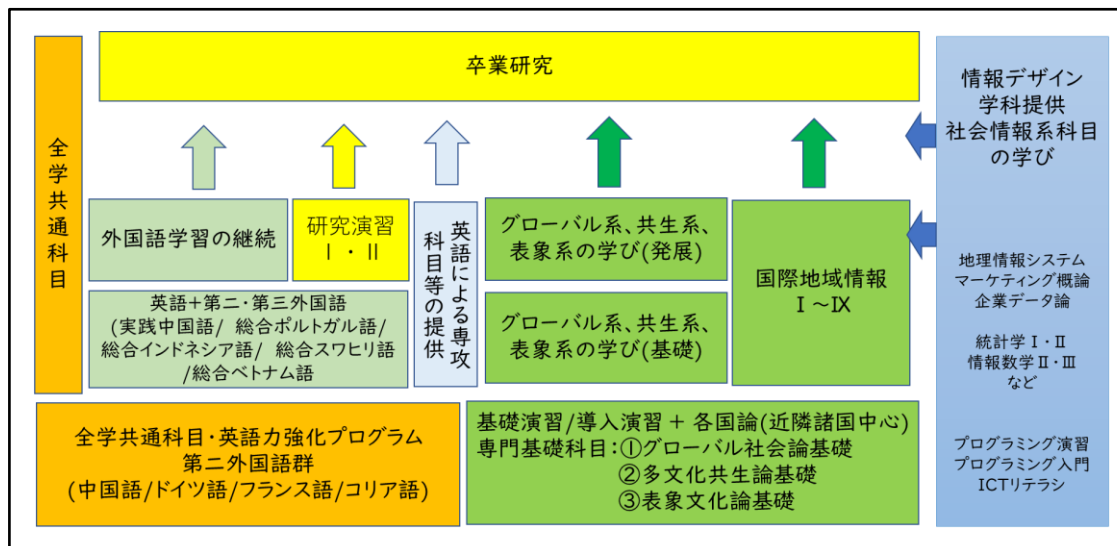 卒業研究
全学共通科目
外国語学習の継続
研究演習
Ⅰ ・ Ⅱ
英語による専攻
科目等の提供
グローバル系、共生系、
表象系の学び(発展)
国際地域情報
Ⅰ ～Ⅸ
英語+第二・第三外国語
(実践中国語/ 総合ポルトガル語/
総合インドネシア語/ 総合スワヒリ語
/総合ベトナム語
グローバル系、共生系、
表象系の学び(基礎)
全学共通科目・英語力強化プログラム
第二外国語群
(中国語/ドイツ語/フランス語/コリア語)
基礎演習/導入演習 + 各国論(近隣諸国中心)
専門基礎科目:①グローバル社会論基礎
②多文化共生論基礎
③表象文化論基礎
情報デザイン
学科提供
社会情報系科目
の学び
地理情報システム
マーケティング概論
企業データ論
統計学Ⅰ・Ⅱ
情報数学Ⅱ・Ⅲ
など
プログラミング演習
プログラミング入門
ICTリテラシ